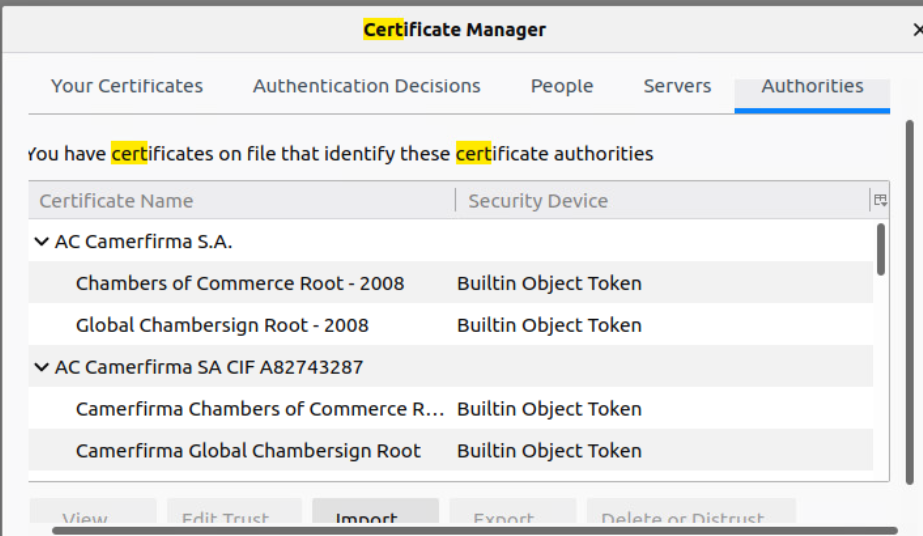 Certificate Manager
Your Certificates Authentication Decisions People Servers Authorities
You have certificates on file that identify these certificate authorities
Certificate Name Security Device
AC Camerfirma S.A.
Chambers of Commerce Root - 2008 Builtin Object Token
Global Chambersign Root - 2008 Builtin Object Token
AC Camerfirma SA CIF A82743287
Camerfirma Chambers of Commerce R... Builtin Object Token
Camerfirma Global Chambersign Root Builtin Object Token
View... Edit Trust... Import... Export... Delete or Distrust...